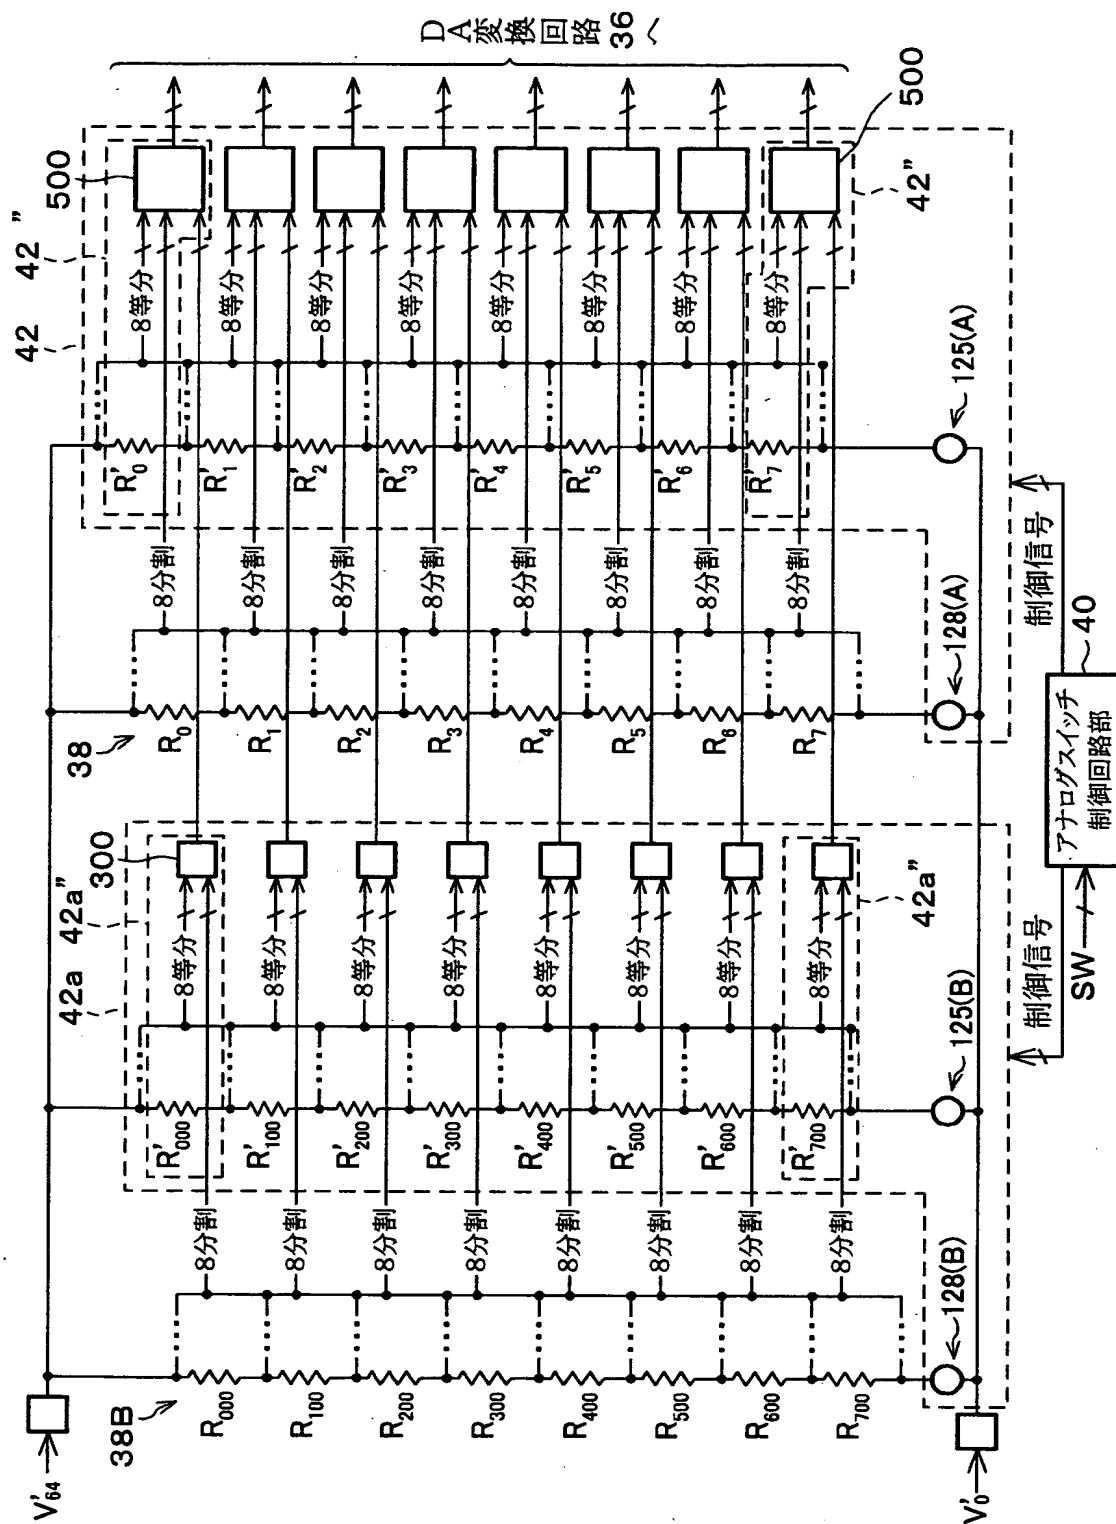 DA変換回路36へ
500
42"
42
500
42"
8等分
8等分
8等分
8等分
8等分
8等分
8等分
8等分
R'0
R'1
R'2
R'3
R'4
R'5
R'6
R'7
125(A)
8分割
8分割
8分割
8分割
8分割
8分割
8分割
8分割
128(A)
38
R0
R1
R2
R3
R4
R5
R6
R7
制御信号
40
アナログスイッチ
制御回路部
SW
制御信号
300
42a"
42a
42a"
8等分
8等分
8等分
8等分
8等分
8等分
8等分
8等分
R'000
R'100
R'200
R'300
R'400
R'500
R'600
R'700
125(B)
8分割
8分割
8分割
8分割
8分割
8分割
8分割
8分割
128(B)
38B
R000
R100
R200
R300
R400
R500
R600
R700
V'64
V'0